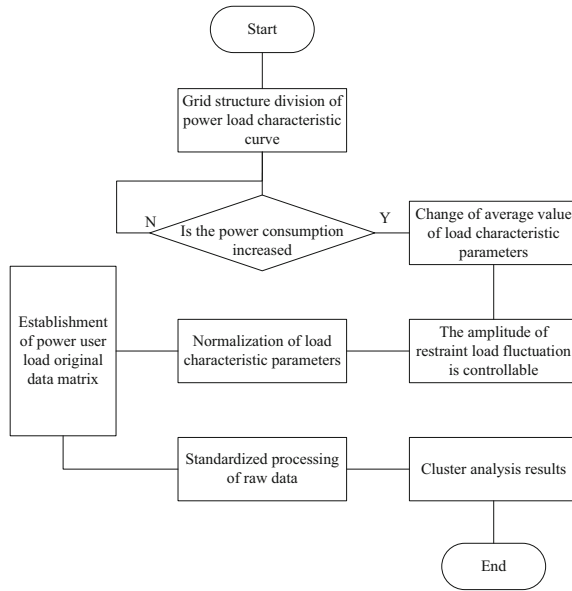 Start
Grid structure division of
power load characteristic
curve
N
Is the power consumption
increased
Y
Change of average value
of load characteristic
parameters
Establishment
of power user
load original
data matrix
Normalization of load
characteristic parameters
The amplitude of
restraint load fluctuation
is controllable
Standardized processing
of raw data
Cluster analysis results
End